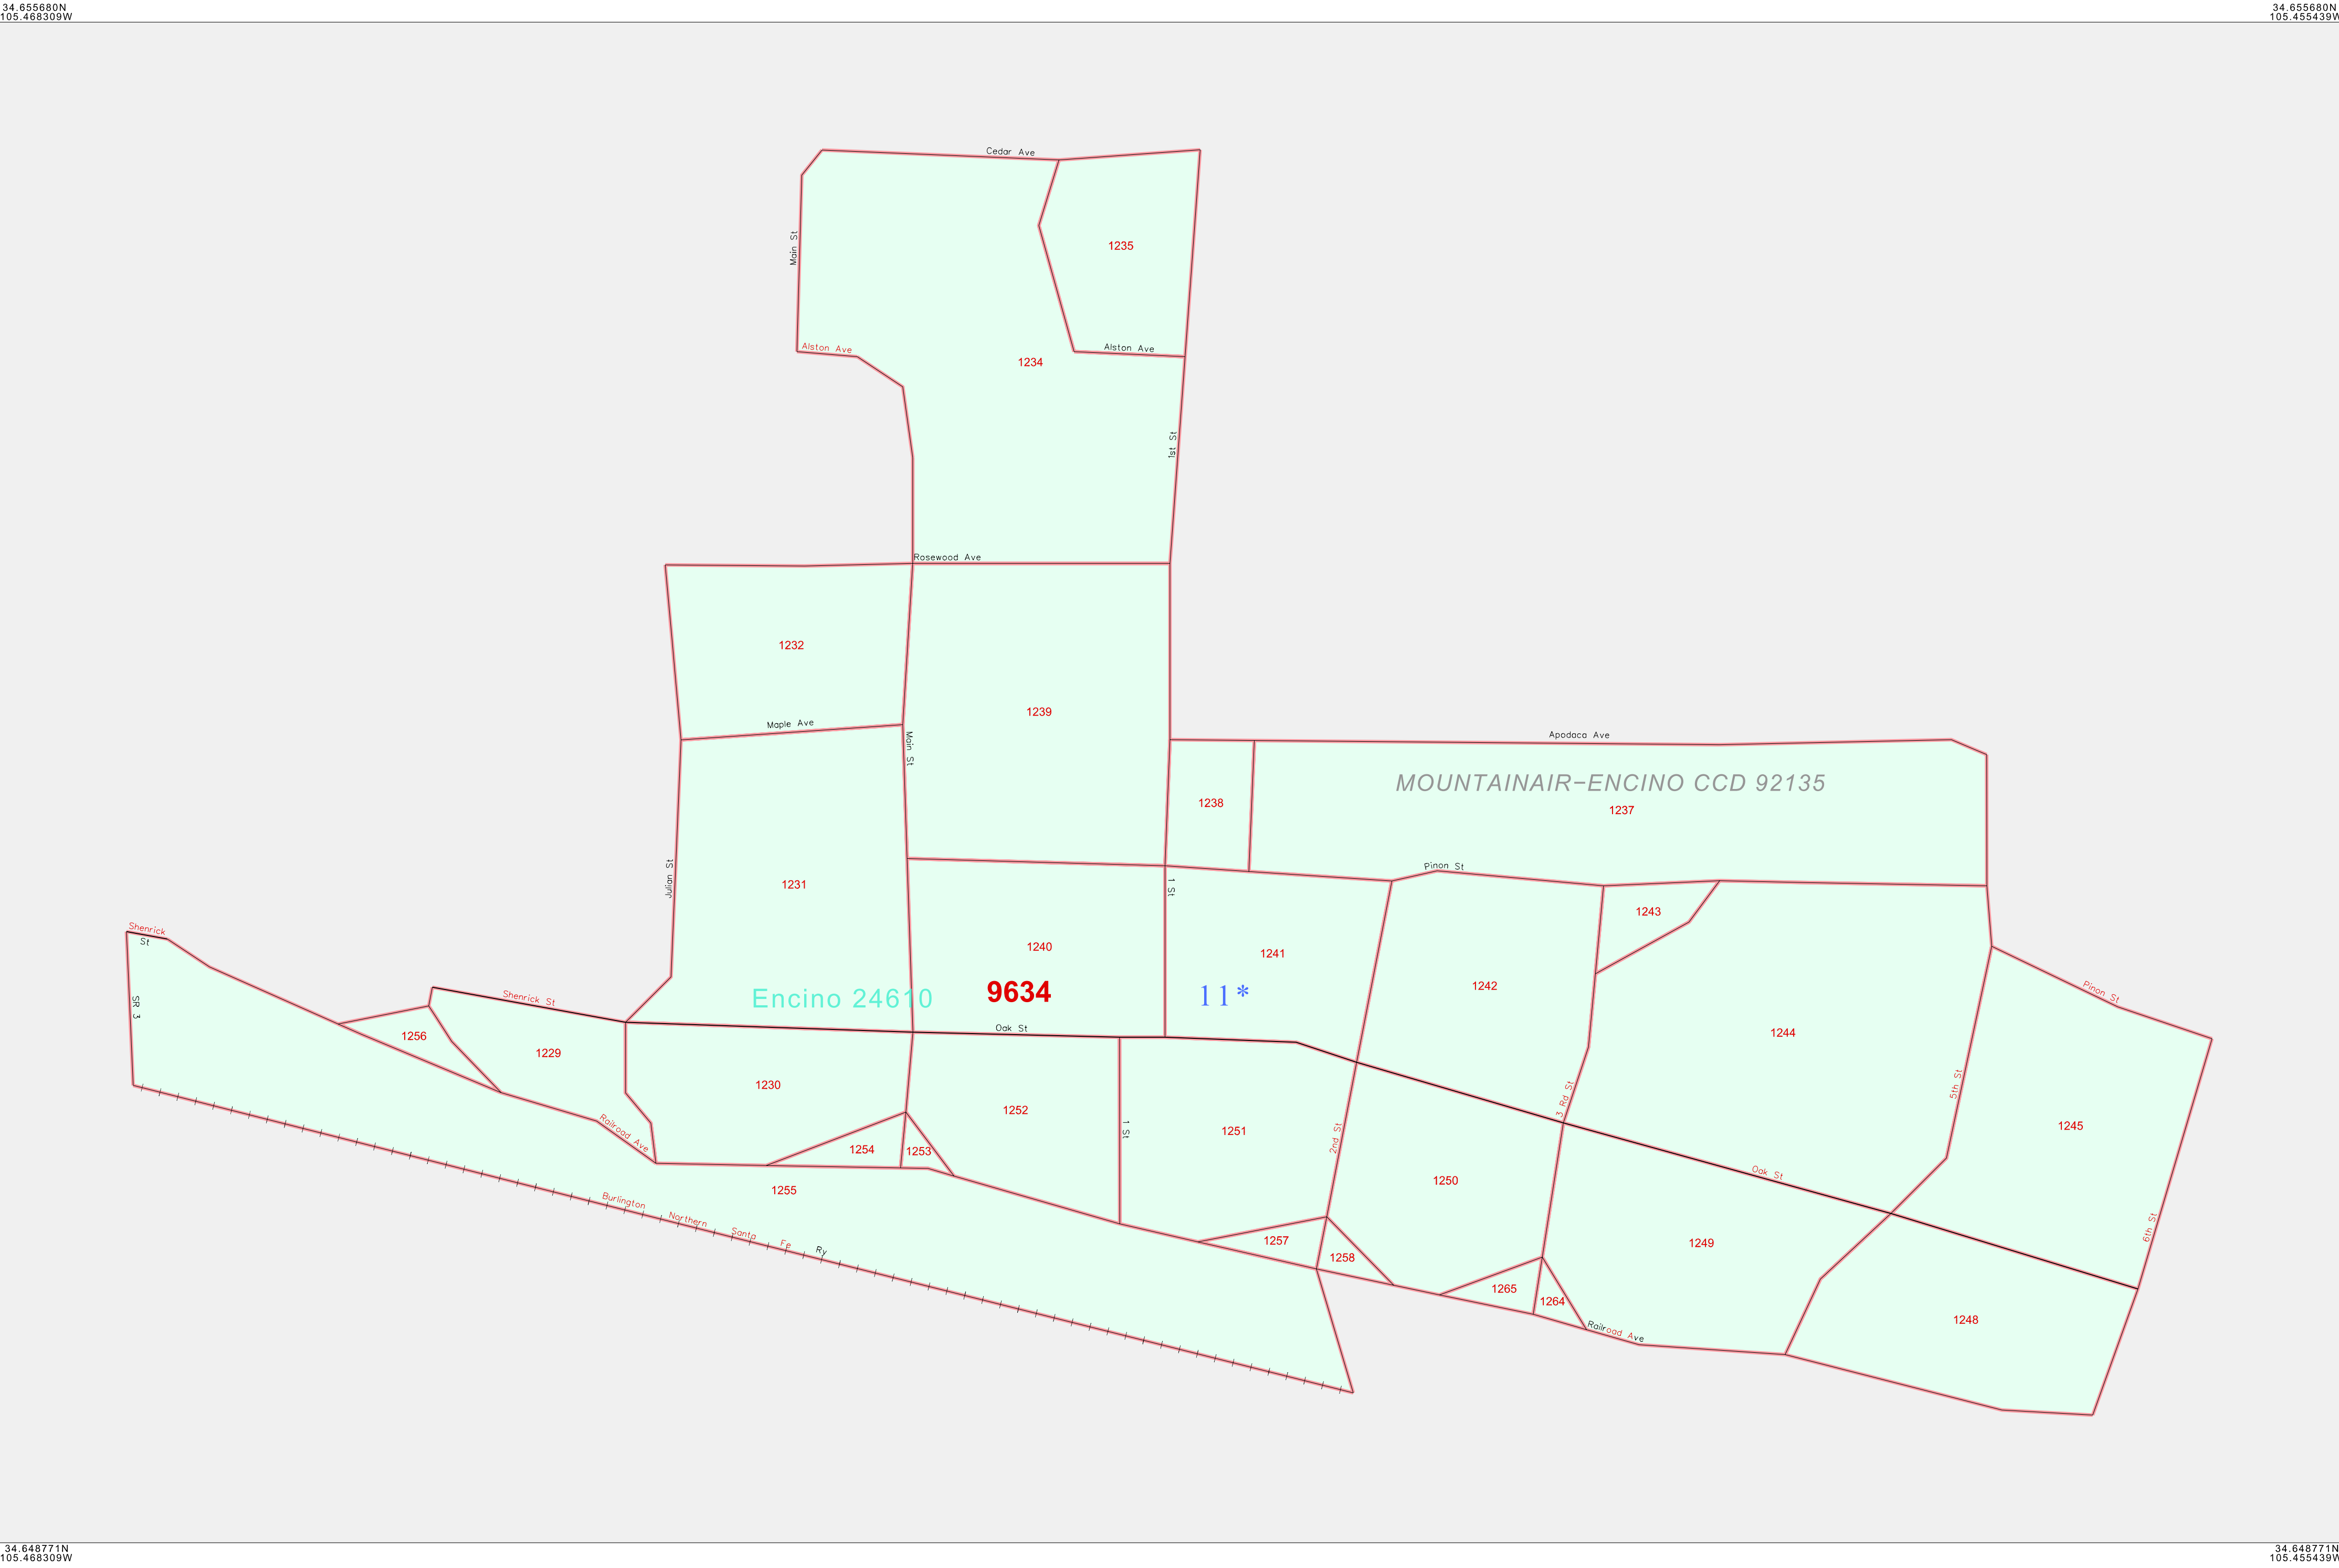 34.655680N
105.468309W
34.655680N
105.455439W
Cedar Ave
Main St
1235
Alston Ave
Alston Ave
1234
1st St
Rosewood Ave
1232
1239
Maple Ave
Main St
Apodaca Ave
MOUNTAINAIR-ENCINO CCD 92135
1238
1237
Julian St
1231
Pinon St
1 St
1243
Shenrick
St
1240
1241
1242
Encino 24610
9634
11*
Shenrick St
SR 3
Pinon St
1256
1229
Oak St
1244
1230
1252
1 St
1251
2nd St
3 Rd St
5th St
1245
Railroad Ave
1254
1253
Oak St
1255
1250
Burlington Northern Santa Fe Ry
1257
1258
1249
6th St
1265
1264
Railroad Ave
1248
34.648771N
105.468309W
34.648771N
105.455439W